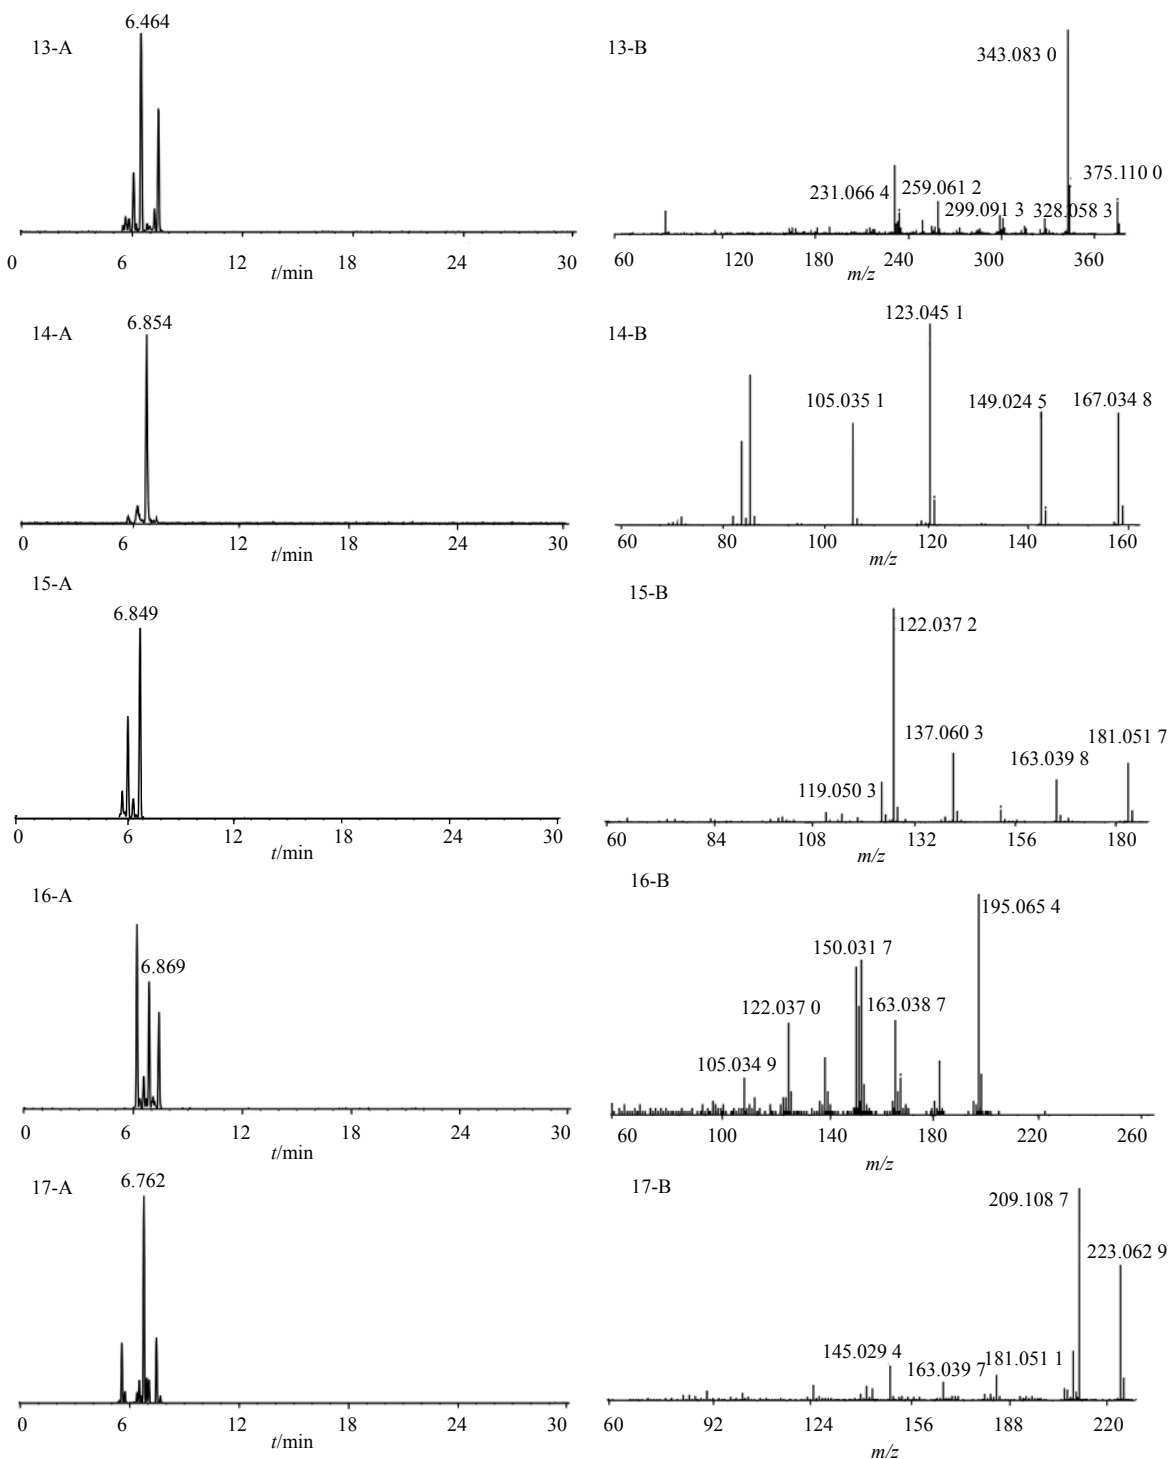 13-A
6.464
0 6 12 18 24 30
t/min
13-B
343.083 0
375.110 0
231.066 4
259.061 2
299.091 3
328.058 3
60 120 180 240 300 360
m/z
14-A
6.854
0 6 12 18 24 30
t/min
14-B
123.045 1
105.035 1
149.024 5
167.034 8
60 80 100 120 140 160
m/z
15-A
6.849
0 6 12 18 24 30
t/min
15-B
122.037 2
137.060 3
181.051 7
163.039 8
119.050 3
60 84 108 132 156 180
m/z
16-A
6.869
0 6 12 18 24 30
t/min
16-B
195.065 4
150.031 7
122.037 0
163.038 7
105.034 9
60 100 140 180 220 260
m/z
17-A
6.762
0 6 12 18 24 30
t/min
17-B
209.108 7
223.062 9
145.029 4
163.039 7
181.051 1
60 92 124 156 188 220
m/z